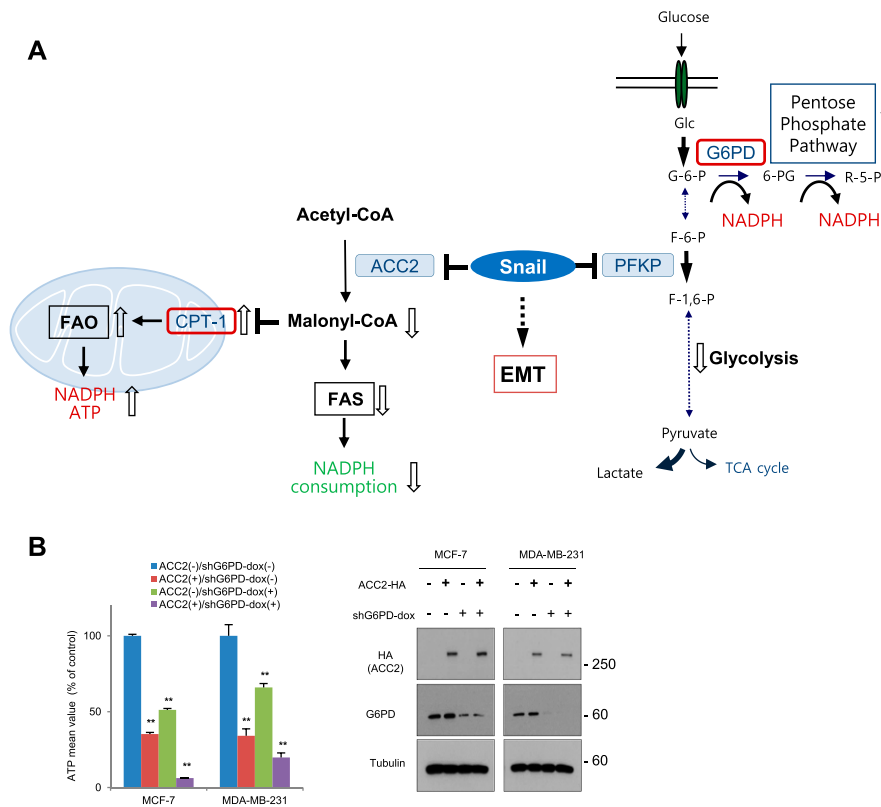 A
Glucose
Glc
G6PD
Pentose
Phosphate
Pathway
G-6-P
6-PG
R-5-P
NADPH
NADPH
F-6-P
Acetyl-CoA
ACC2
Snail
PFKP
F-1,6-P
FAO
CPT-1
Malonyl-CoA
Glycolysis
EMT
NADPH
ATP
FAS
Pyruvate
NADPH
consumption
Lactate
TCA cycle
B
ACC2(-)/shG6PD-dox(-)
ACC2(+)/shG6PD-dox(-)
ACC2(-)/shG6PD-dox(+)
ACC2(+)/shG6PD-dox(+)
ATP mean value (% of control)
100
50
0
** ** **
** ** **
MCF-7
MDA-MB-231
MCF-7
MDA-MB-231
ACC2-HA - + - + - + - +
shG6PD-dox - - + + - - + +
HA
(ACC2)
- 250
G6PD
- 60
Tubulin
- 60